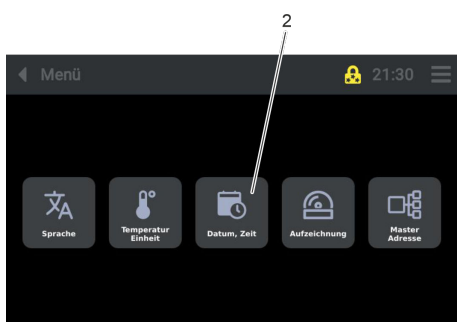 2
Menü
21:30
Sprache
Temperatur
Einheit
Datum, Zeit
Aufzeichnung
Master
Adresse